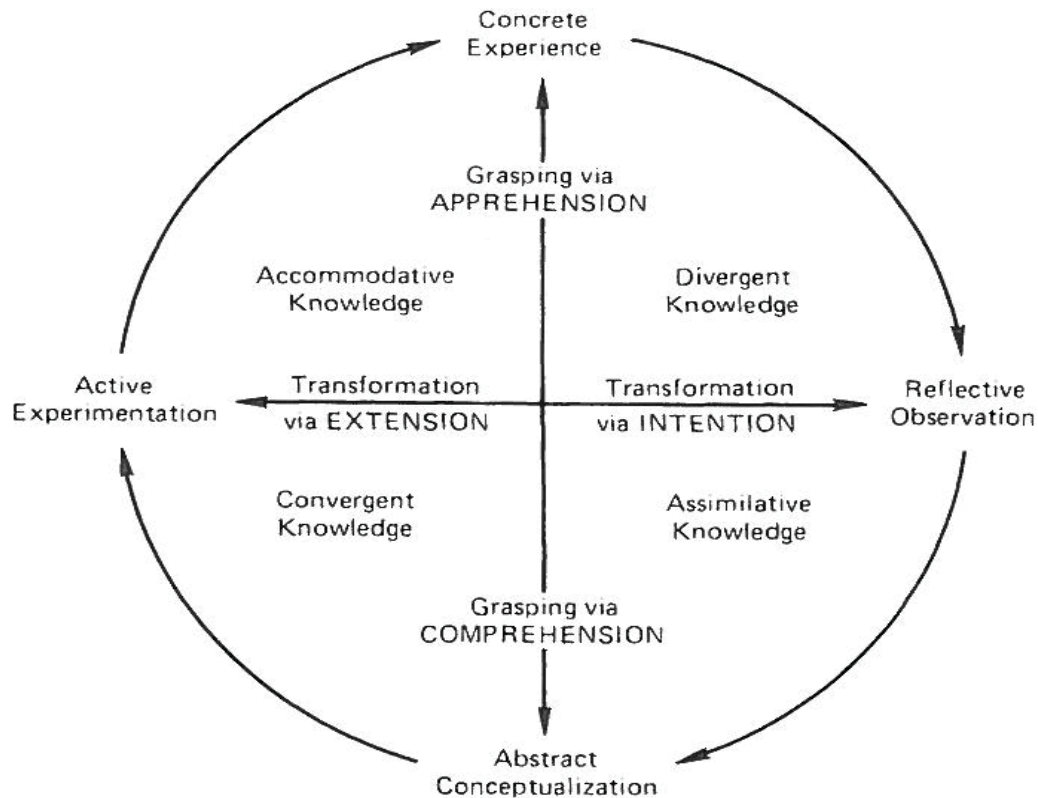 Concrete
Experience
Grasping via
APPREHENSION
Accommodative
Knowledge
Divergent
Knowledge
Active
Experimentation
Transformation
via EXTENSION
Transformation
via INTENTION
Reflective
Observation
Convergent
Knowledge
Assimilative
Knowledge
Grasping via
COMPREHENSION
Abstract
Conceptualization